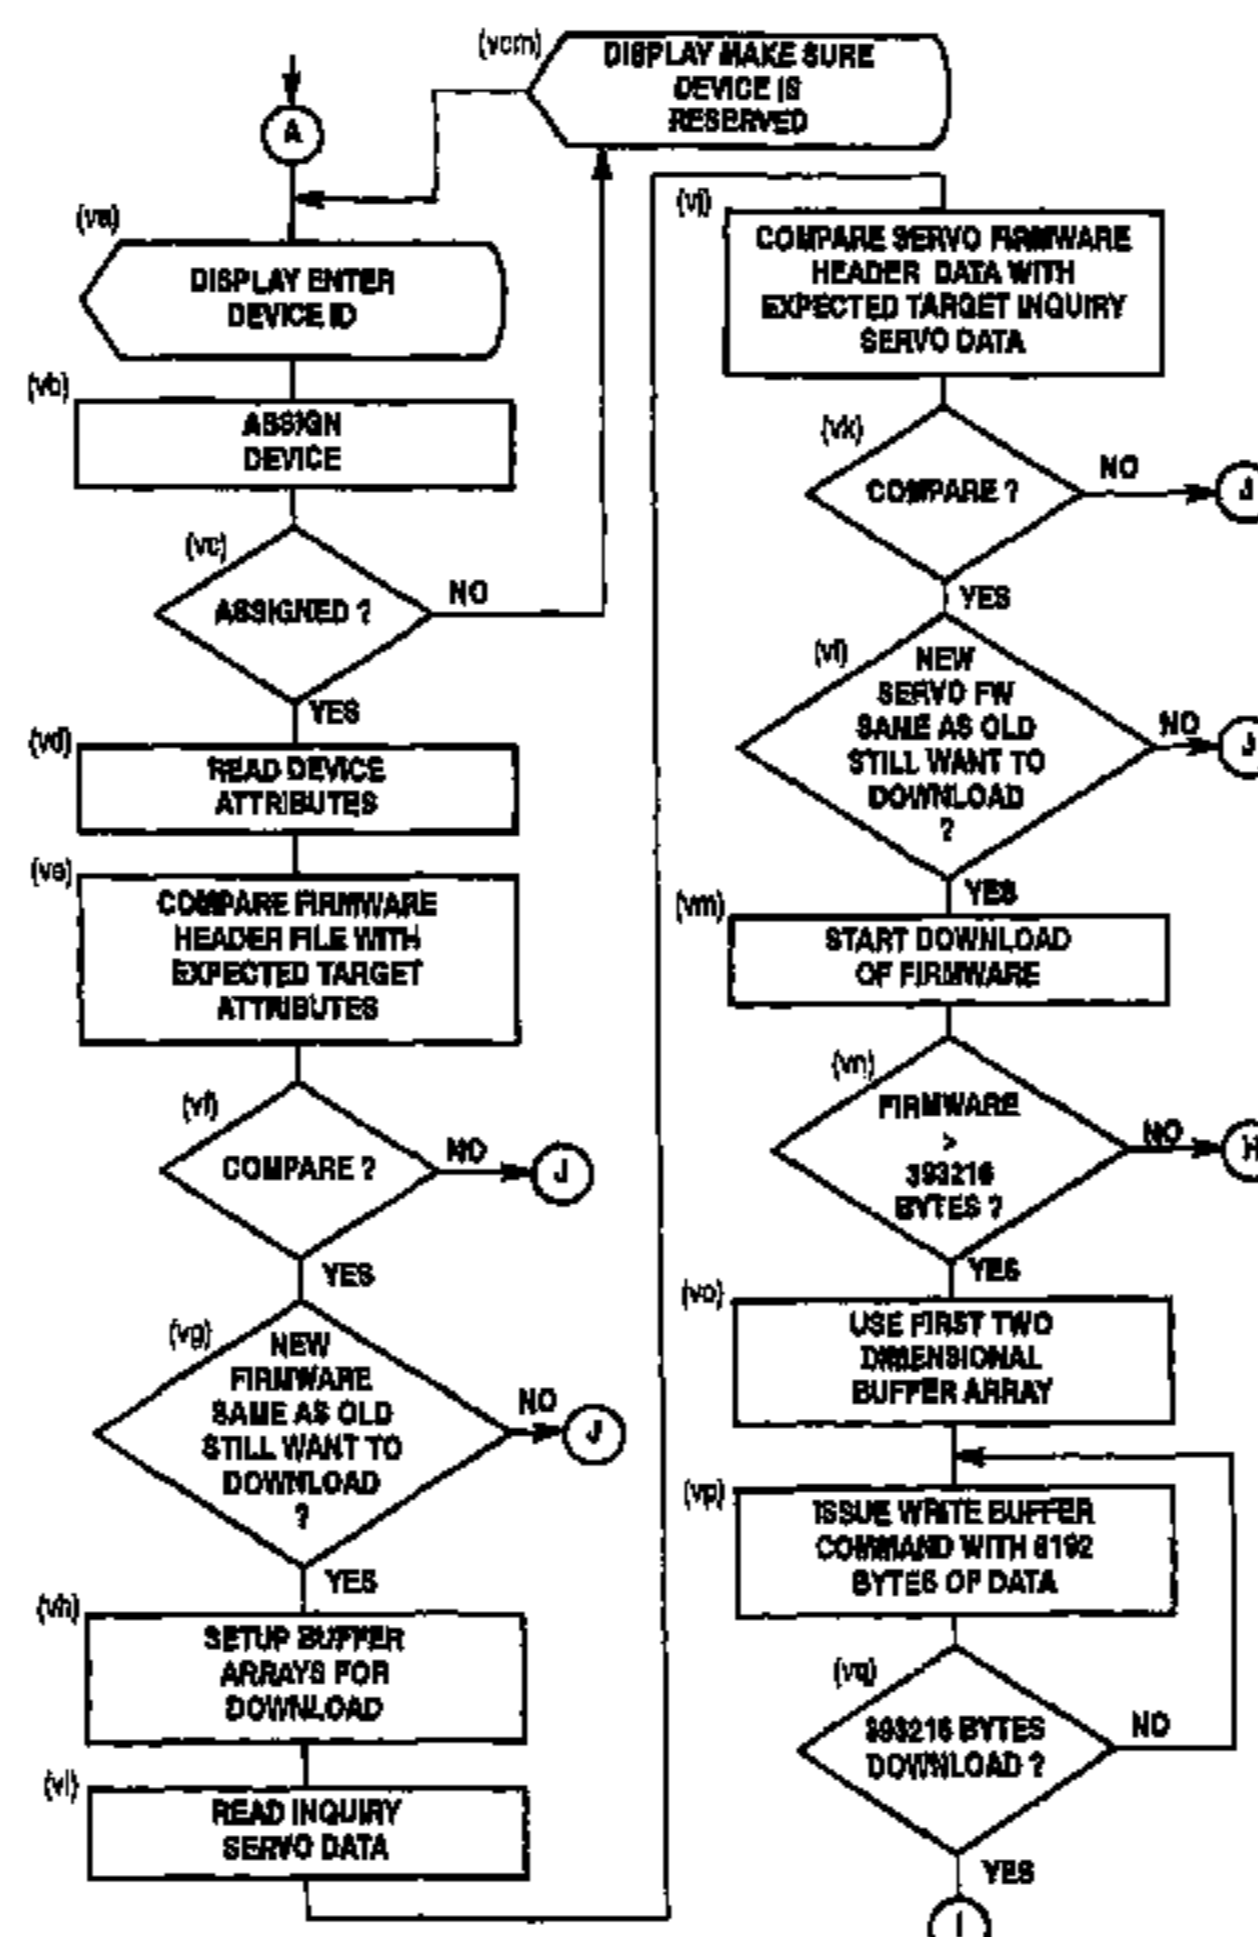 (vcm)
DISPLAY MAKE SURE
DEVICE IS
RESERVED
A
(va)
DISPLAY ENTER
DEVICE ID
(vb)
ASSIGN
DEVICE
(vc)
ASSIGNED ?
NO
YES
(vd)
READ DEVICE
ATTRIBUTES
(ve)
COMPARE FIRMWARE
HEADER FILE WITH
EXPECTED TARGET
ATTRIBUTES
(vf)
COMPARE ?
NO
J
YES
(vg)
NEW
FIRMWARE
SAME AS OLD
STILL WANT TO
DOWNLOAD
?
NO
J
YES
(vh)
SETUP BUFFER
ARRAYS FOR
DOWNLOAD
(vi)
READ INQUIRY
SERVO DATA
(vj)
COMPARE SERVO FIRMWARE
HEADER DATA WITH
EXPECTED TARGET INQUIRY
SERVO DATA
(vk)
COMPARE ?
NO
J
YES
(vl)
NEW
SERVO FW
SAME AS OLD
STILL WANT TO
DOWNLOAD
?
NO
J
YES
(vm)
START DOWNLOAD
OF FIRMWARE
(vn)
FIRMWARE
>
393216
BYTES ?
NO
H
YES
(vo)
USE FIRST TWO
DIMENSIONAL
BUFFER ARRAY
(vp)
ISSUE WRITE BUFFER
COMMAND WITH 8192
BYTES OF DATA
(vq)
393216 BYTES
DOWNLOAD ?
NO
YES
I